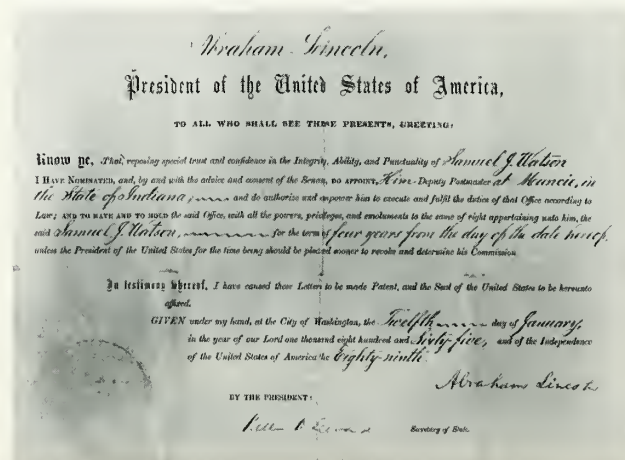 Abraham Lincoln,
President of the United States of America,
TO ALL WHO SHALL SEE THESE PRESENTS, GREETING:
Know ye, That, reposing special trust and confidence in the Integrity, Ability, and Punctuality of Samuel J. Watson
I HAVE NOMINATED, and, by and with the advice and consent of the Senate, DO APPOINT, Him Deputy Postmaster at Muncie, in
the State of Indiana, and do authorize and empower him to execute and fulfil the duties of that Office according to
Law; AND TO HAVE AND TO HOLD the said Office, with all the powers, privileges, and emoluments to the same of right appertaining unto him, the
said Samuel J. Watson, for the term of four years from the day of the date hereof,
unless the President of the United States for the time being should be pleased sooner to revoke and determine his Commission.
In testimony whereof, I have caused these Letters to be made Patent, and the Seal of the United States to be hereunto
affixed.
GIVEN under my hand, at the City of Washington, the Twelfth day of January,
in the year of our Lord one thousand eight hundred and Sixty five, and of the Independence
of the United States of America the Eighty-ninth.
Abraham Lincoln
BY THE PRESIDENT:
Secretary of State.